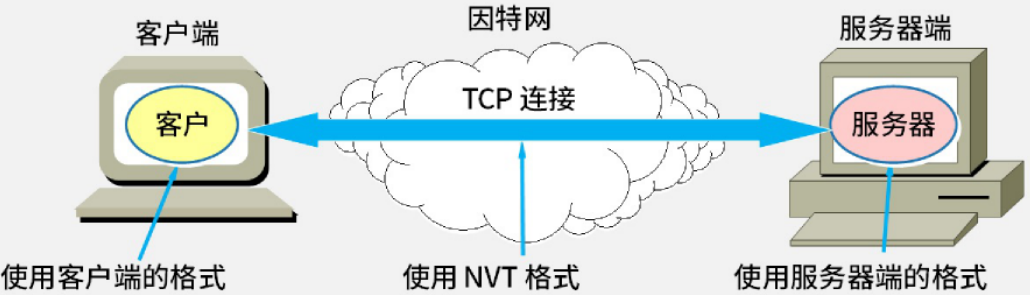 因特网
客户端
服务器端
TCP 连接
客户
服务器
使用客户端的格式
使用 NVT 格式
使用服务器端的格式